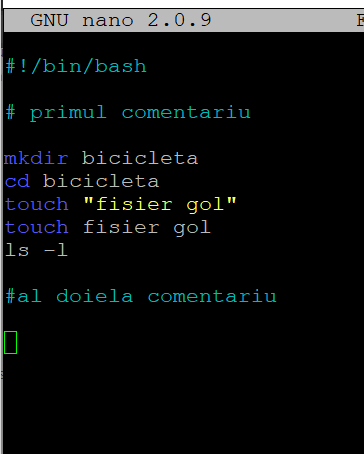 GNU nano 2.0.9
#!/bin/bash
# primul comentariu
mkdir bicicleta
cd bicicleta
touch "fisier gol"
touch fisier gol
ls -l
#al doiela comentariu